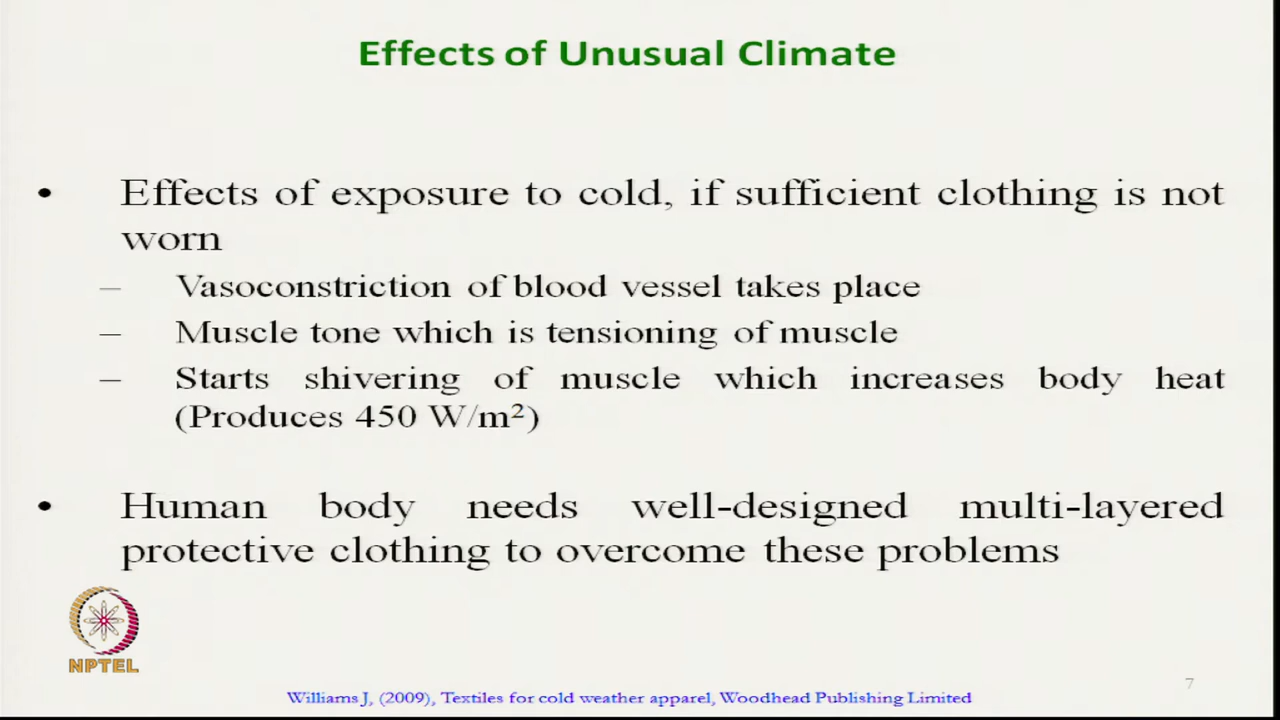 Effects of Unusual Climate
• Effects of exposure to cold, if sufficient clothing is not
worn
– Vasoconstriction of blood vessel takes place
– Muscle tone which is tensioning of muscle
– Starts shivering of muscle which increases body heat
(Produces 450 W/m²)
• Human body needs well-designed multi-layered
protective clothing to overcome these problems
NPTEL
Williams J, (2009), Textiles for cold weather apparel, Woodhead Publishing Limited
7